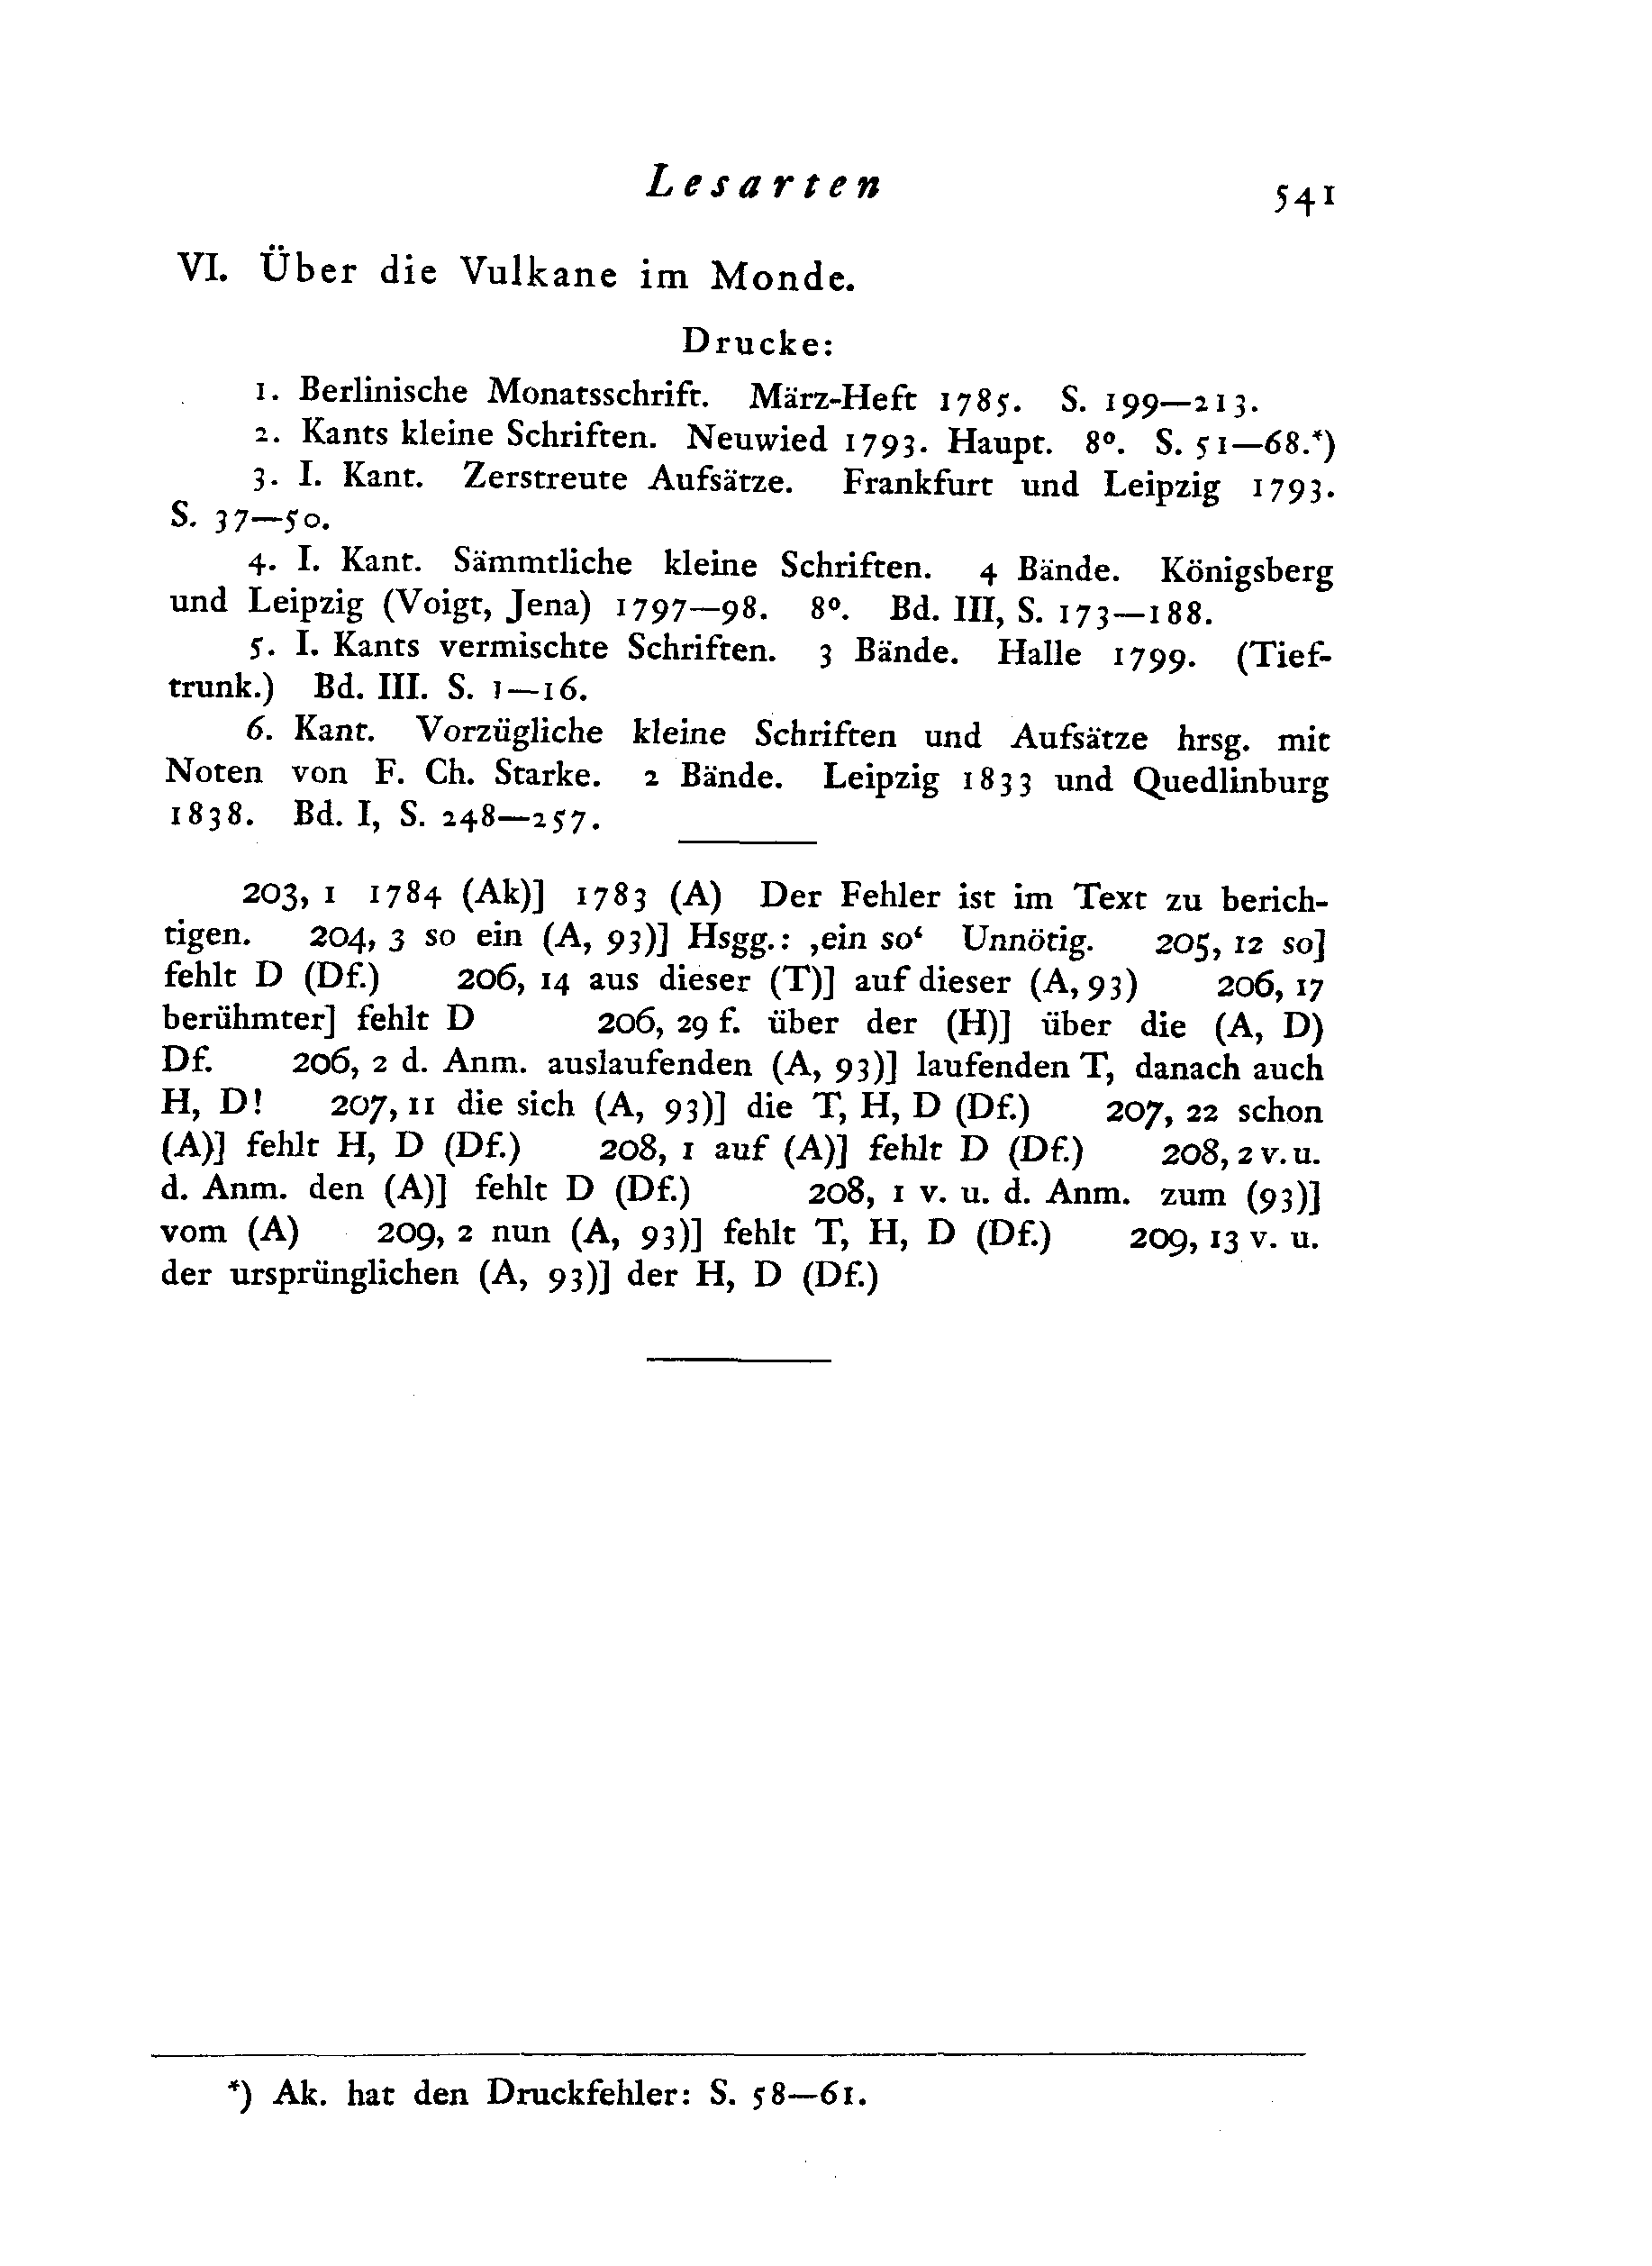 Lesarten 541
VI. Über die Vulkane im Monde.
Drucke:
1. Berlinische Monatsschrift. März-Heft 1785. S. 199—213.
2. Kants kleine Schriften. Neuwied 1793. Haupt. 8⁰. S. 51—68.*)
3. I. Kant. Zerstreute Aufsätze. Frankfurt und Leipzig 1793.
S. 37—50.
4. I. Kant. Sämmtliche kleine Schriften. 4 Bände. Königsberg
und Leipzig (Voigt, Jena) 1797—98. 8⁰. Bd. III, S. 173—188.
5. I. Kants vermischte Schriften. 3 Bände. Halle 1799. (Tief-
trunk.) Bd. III. S. 1—16.
6. Kant. Vorzügliche kleine Schriften und Aufsätze hrsg. mit
Noten von F. Ch. Starke. 2 Bände. Leipzig 1833 und Quedlinburg
1838. Bd. I, S. 248—257.
203, 1 1784 (Ak)] 1783 (A) Der Fehler ist im Text zu berich-
tigen. 204, 3 so ein (A, 93)] Hsgg.: ‚ein so‘ Unnötig. 205, 12 so]
fehlt D (Df.) 206, 14 aus dieser (T)] auf dieser (A, 93) 206, 17
berühmter] fehlt D 206, 29 f. über der (H)] über die (A, D)
Df. 206, 2 d. Anm. auslaufenden (A, 93)] laufenden T, danach auch
H, D! 207, 11 die sich (A, 93)] die T, H, D (Df.) 207, 22 schon
(A)] fehlt H, D (Df.) 208, 1 auf (A)] fehlt D (Df.) 208, 2 v. u.
d. Anm. den (A)] fehlt D (Df.) 208, 1 v. u. d. Anm. zum (93)]
vom (A) 209, 2 nun (A, 93)] fehlt T, H, D (Df.) 209, 13 v. u.
der ursprünglichen (A, 93)] der H, D (Df.)
*) Ak. hat den Druckfehler: S. 58—61.